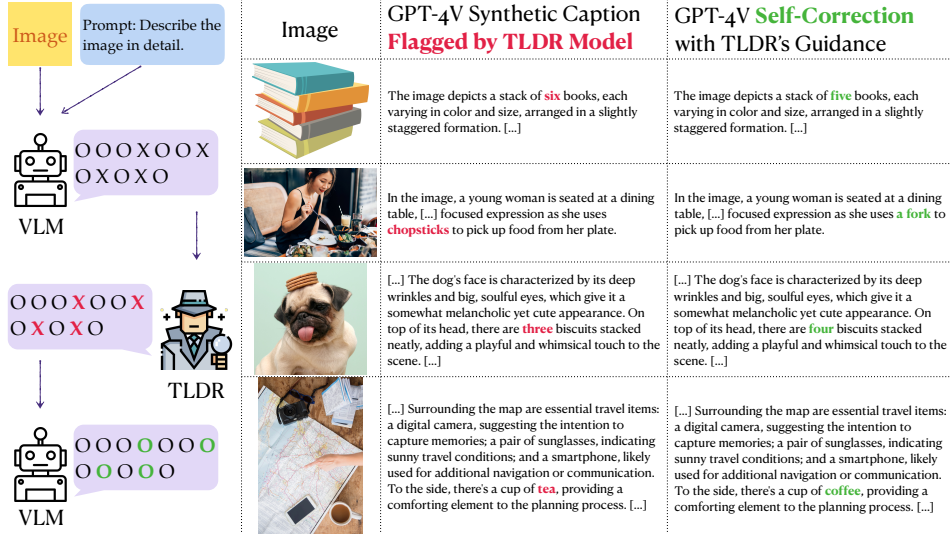 Image
Prompt: Describe the
image in detail.
O O O X O O X
O X O X O
VLM
O O O X O O X
O X O X O
TLDR
O O O O O O O
O O O O O
VLM
Image
GPT-4V Synthetic Caption
Flagged by TLDR Model
GPT-4V Self-Correction
with TLDR's Guidance
The image depicts a stack of six books, each
varying in color and size, arranged in a slightly
staggered formation. [...]
The image depicts a stack of five books, each
varying in color and size, arranged in a slightly
staggered formation. [...]
In the image, a young woman is seated at a dining
table, [...] focused expression as she uses
chopsticks to pick up food from her plate.
In the image, a young woman is seated at a dining
table, [...] focused expression as she uses a fork to
pick up food from her plate.
[...] The dog's face is characterized by its deep
wrinkles and big, soulful eyes, which give it a
somewhat melancholic yet cute appearance. On
top of its head, there are three biscuits stacked
neatly, adding a playful and whimsical touch to the
scene. [...]
[...] The dog's face is characterized by its deep
wrinkles and big, soulful eyes, which give it a
somewhat melancholic yet cute appearance. On
top of its head, there are four biscuits stacked
neatly, adding a playful and whimsical touch to the
scene. [...]
[...] Surrounding the map are essential travel items:
a digital camera, suggesting the intention to
capture memories; a pair of sunglasses, indicating
sunny travel conditions; and a smartphone, likely
used for additional navigation or communication.
To the side, there's a cup of tea, providing a
comforting element to the planning process. [...]
[...] Surrounding the map are essential travel items:
a digital camera, suggesting the intention to
capture memories; a pair of sunglasses, indicating
sunny travel conditions; and a smartphone, likely
used for additional navigation or communication.
To the side, there's a cup of coffee, providing a
comforting element to the planning process. [...]